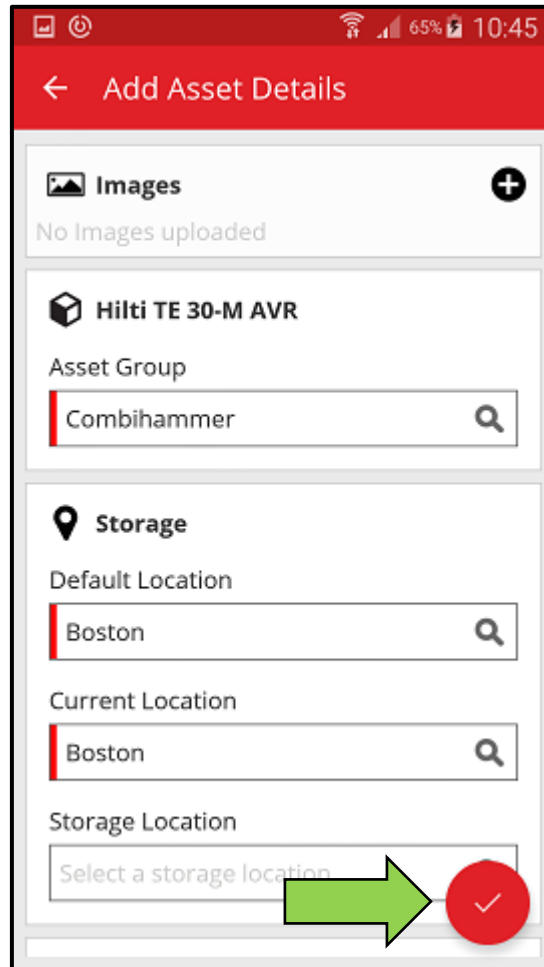 65% 10:45
Add Asset Details
Images
No Images uploaded
Hilti TE 30-M AVR
Asset Group
Combihammer
Storage
Default Location
Boston
Current Location
Boston
Storage Location
Select a storage location